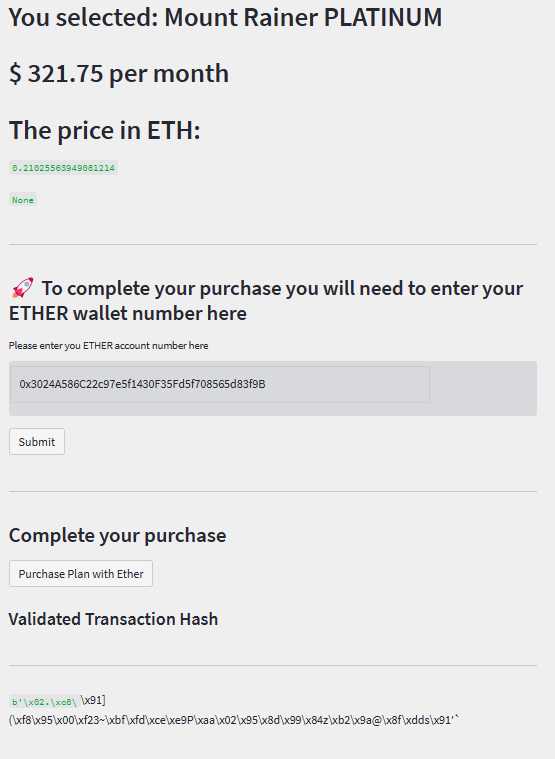 You selected: Mount Rainer PLATINUM
$ 321.75 per month
The price in ETH:
0.21025563949081214
None
🚀 To complete your purchase you will need to enter your
ETHER wallet number here
Please enter you ETHER account number here
0x3024A586C22c97e5f1430F35Fd5f708565d83f9B
Submit
Complete your purchase
Purchase Plan with Ether
Validated Transaction Hash
b'\x02.\xc8\ \x91]
(\xf8\x95\x00\xf23~\xbf\xfd\xce\xe9P\xaa\x02\x95\x8d\x99\x84z\xb2\x9a@\x8f\xdds\x91'`